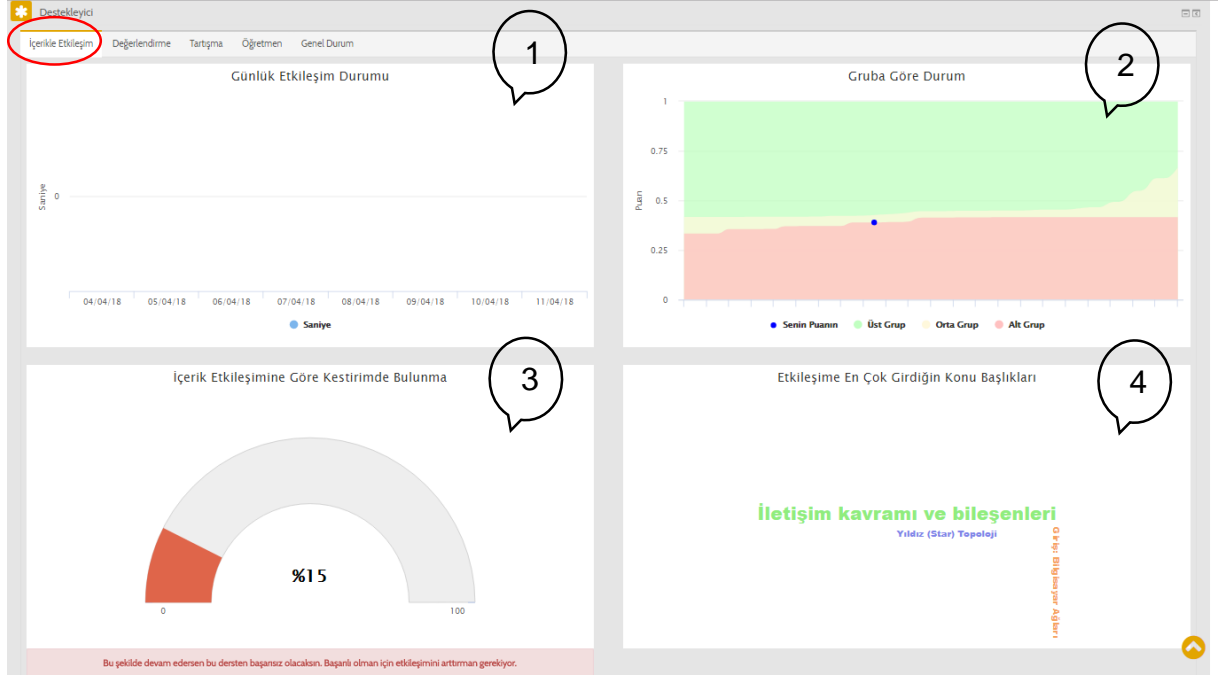 Destekleyici
İçerikle Etkileşim
Değerlendirme
Tartışma
Öğretmen
Genel Durum
1
Günlük Etkileşim Durumu
Saniye
0
04/04/18
05/04/18
06/04/18
07/04/18
08/04/18
09/04/18
10/04/18
11/04/18
Saniye
2
Gruba Göre Durum
Puan
1
0.75
0.5
0.25
0
Senin Puanın
Üst Grup
Orta Grup
Alt Grup
3
İçerik Etkileşimine Göre Kestirimde Bulunma
%15
0
100
Bu şekilde devam edersen bu dersten başarısız olacaksın. Başarılı olman için etkileşimini arttırman gerekiyor.
4
Etkileşime En Çok Girdiğin Konu Başlıkları
İletişim kavramı ve bileşenleri
Yıldız (Star) Topoloji
Giriş: Bilgisayar Ağları